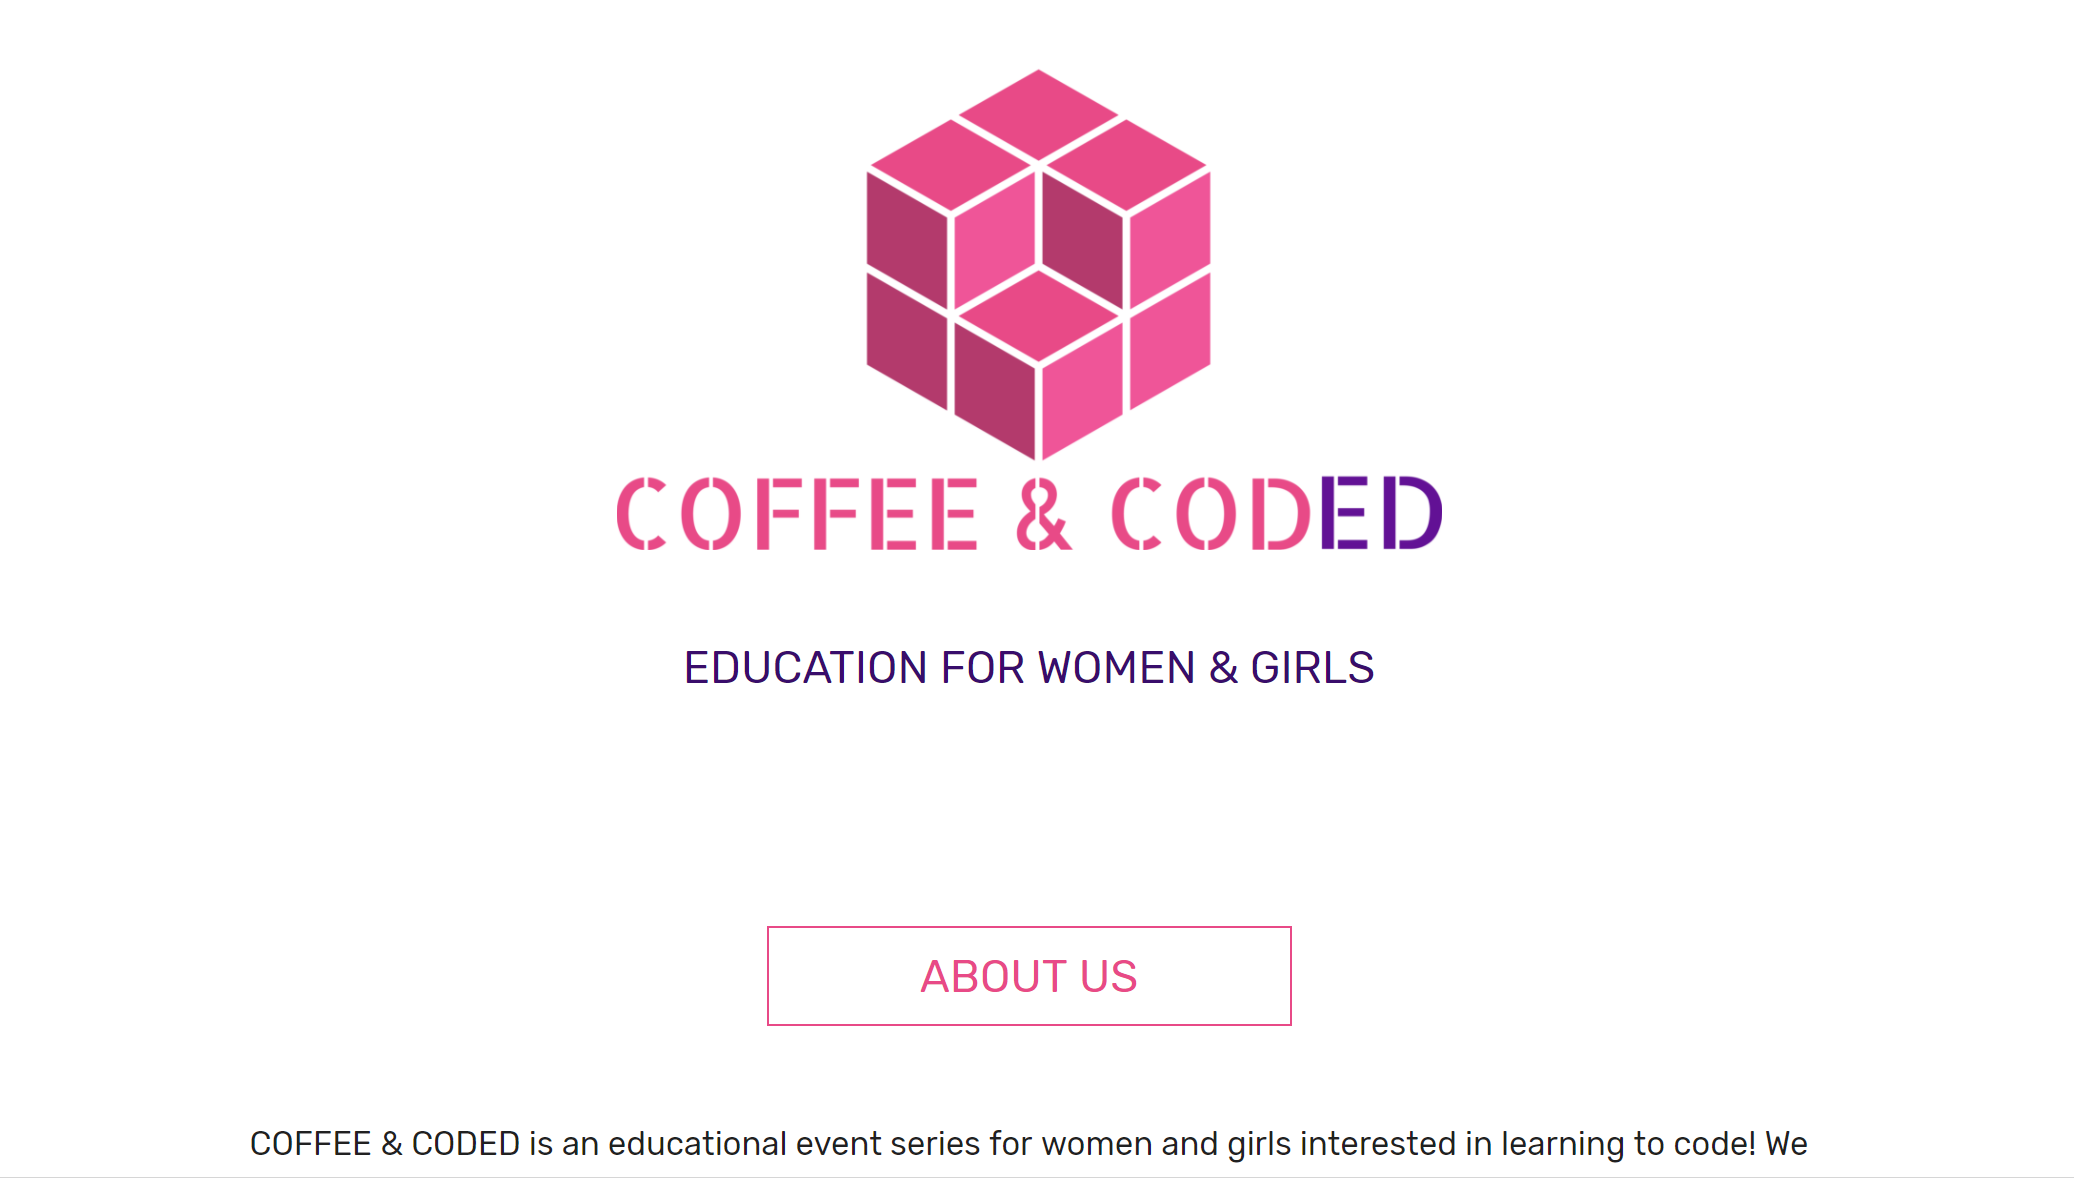 COFFEE & CODED
EDUCATION FOR WOMEN & GIRLS
ABOUT US
COFFEE & CODED is an educational event series for women and girls interested in learning to code! We